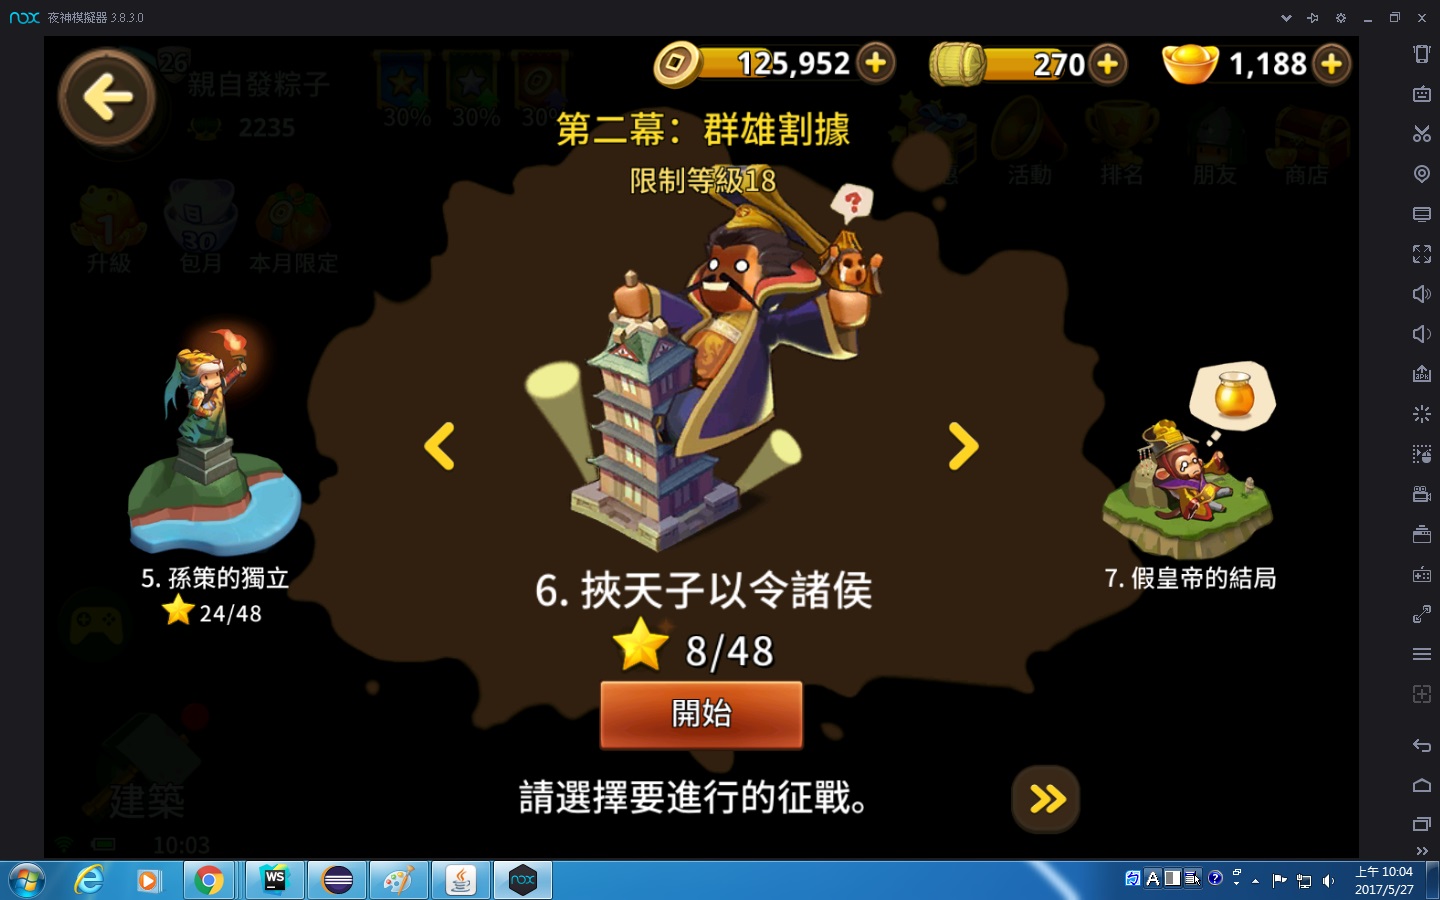 nox 夜神模擬器 3.8.3.0
26
親自發粽子
2235
30%
30%
30%
125,952
270
1,188
第二幕：群雄割據
限制等級18
活動
排名
朋友
商店
1
升級
30
包月
本月限定
?
5. 孫策的獨立
24/48
6. 挾天子以令諸侯
8/48
7. 假皇帝的結局
開始
請選擇要進行的征戰。
建築
10:03
WS
nox
A
上午 10:04
2017/5/27